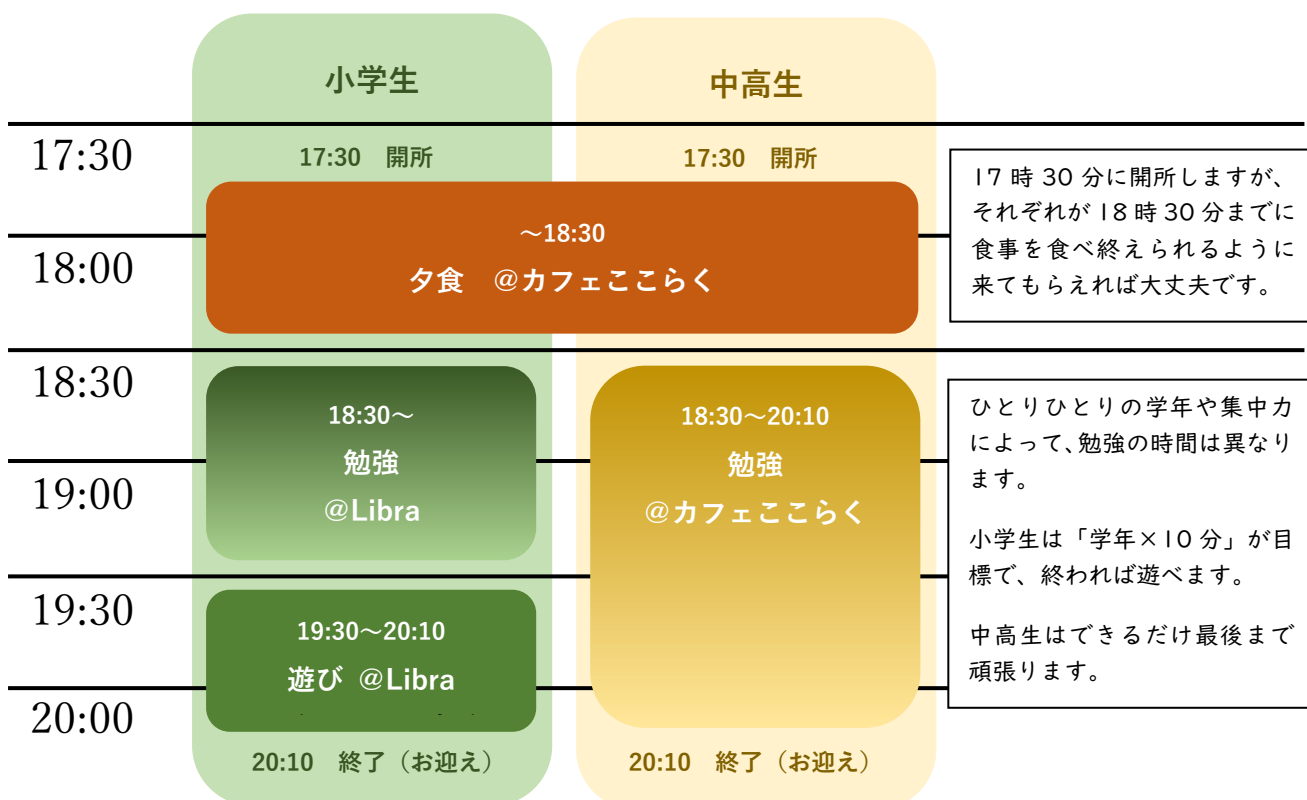 小学生
中高生
17:30
17:30 開所
17:30 開所
～18:30
夕食 @カフェここらく
18:00
17時30分に開所しますが、
それぞれが18時30分までに
食事を食べ終えられるように
来てもらえれば大丈夫です。
18:30
18:30～
勉強
@Libra
18:30～20:10
勉強
@カフェここらく
19:00
ひとりひとりの学年や集中力
によって、勉強の時間は異なり
ます。
小学生は「学年×10分」が目
標で、終われば遊べます。
中高生はできるだけ最後まで
頑張ります。
19:30
19:30～20:10
遊び @Libra
20:00
20:10 終了（お迎え）
20:10 終了（お迎え）